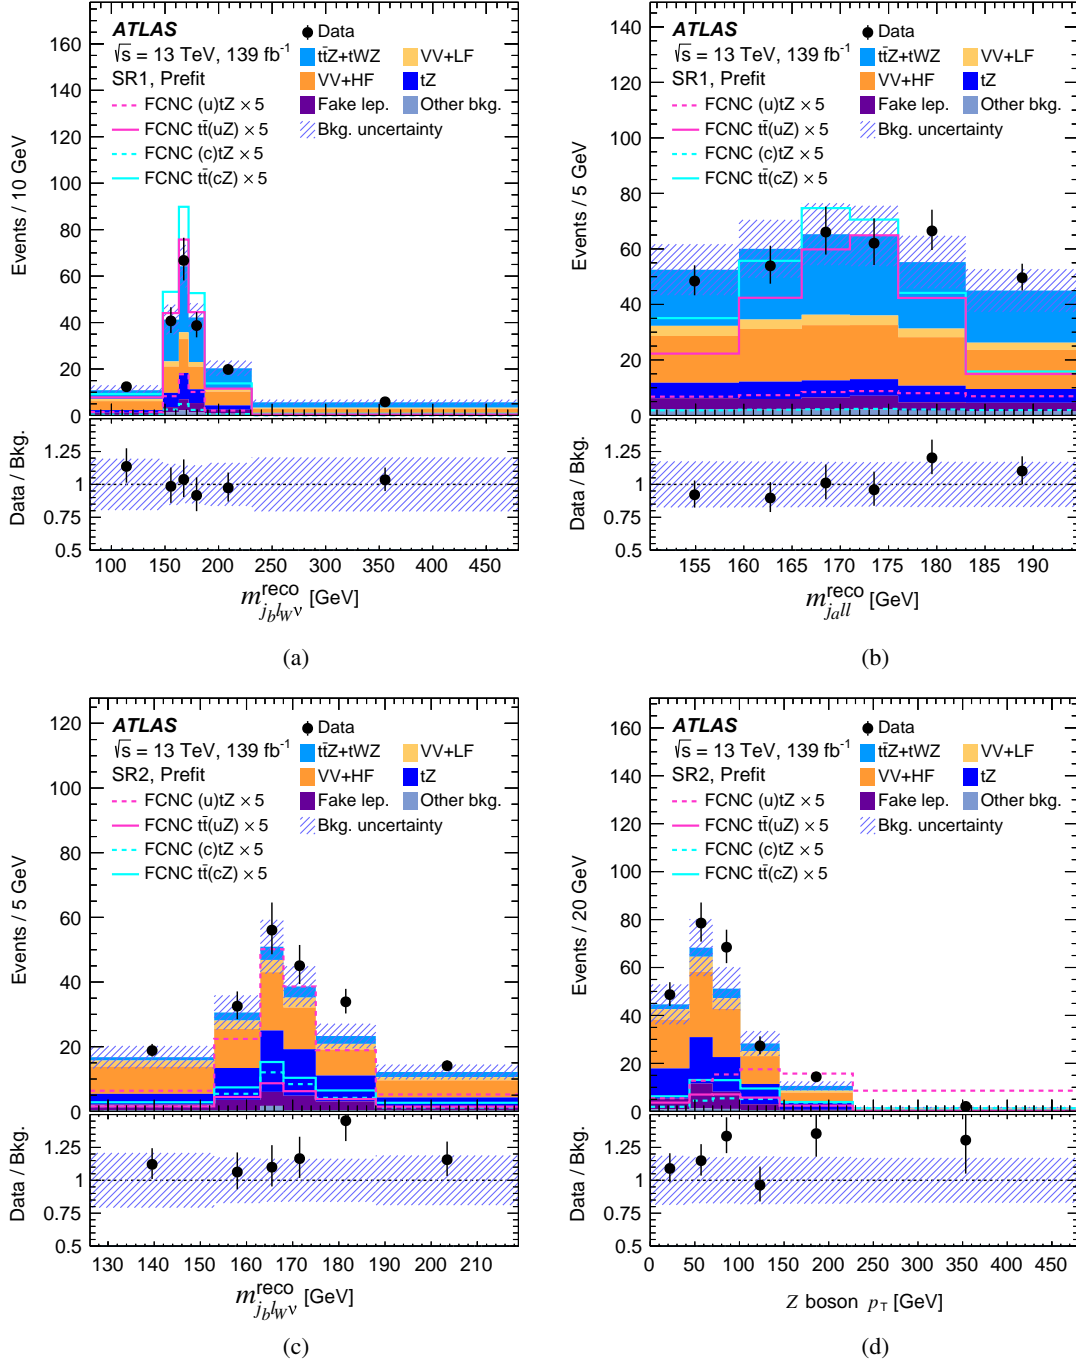 ATLAS
√s = 13 TeV, 139 fb⁻¹
SR1, Prefit
FCNC (u)tZ × 5
FCNC tt̄(uZ) × 5
FCNC (c)tZ × 5
FCNC tt̄(cZ) × 5
Data
tt̄Z+tWZ VV+LF
VV+HF tZ
Fake lep. Other bkg.
Bkg. uncertainty
Events / 10 GeV
160
140
120
100
80
60
40
20
0
Data / Bkg.
1.25
1
0.75
0.5
100 150 200 250 300 350 400 450
m^reco_{j_b l_W ν} [GeV]
(a)
ATLAS
√s = 13 TeV, 139 fb⁻¹
SR1, Prefit
FCNC (u)tZ × 5
FCNC tt̄(uZ) × 5
FCNC (c)tZ × 5
FCNC tt̄(cZ) × 5
Data
tt̄Z+tWZ VV+LF
VV+HF tZ
Fake lep. Other bkg.
Bkg. uncertainty
Events / 5 GeV
140
120
100
80
60
40
20
0
Data / Bkg.
1.25
1
0.75
0.5
155 160 165 170 175 180 185 190
m^reco_{j_a ll} [GeV]
(b)
ATLAS
√s = 13 TeV, 139 fb⁻¹
SR2, Prefit
FCNC (u)tZ × 5
FCNC tt̄(uZ) × 5
FCNC (c)tZ × 5
FCNC tt̄(cZ) × 5
Data
tt̄Z+tWZ VV+LF
VV+HF tZ
Fake lep. Other bkg.
Bkg. uncertainty
Events / 5 GeV
120
100
80
60
40
20
0
Data / Bkg.
1.25
1
0.75
0.5
130 140 150 160 170 180 190 200 210
m^reco_{j_b l_W ν} [GeV]
(c)
ATLAS
√s = 13 TeV, 139 fb⁻¹
SR2, Prefit
FCNC (u)tZ × 5
FCNC tt̄(uZ) × 5
FCNC (c)tZ × 5
FCNC tt̄(cZ) × 5
Data
tt̄Z+tWZ VV+LF
VV+HF tZ
Fake lep. Other bkg.
Bkg. uncertainty
Events / 20 GeV
160
140
120
100
80
60
40
20
0
Data / Bkg.
1.25
1
0.75
0.5
0 50 100 150 200 250 300 350 400 450
Z boson p_T [GeV]
(d)